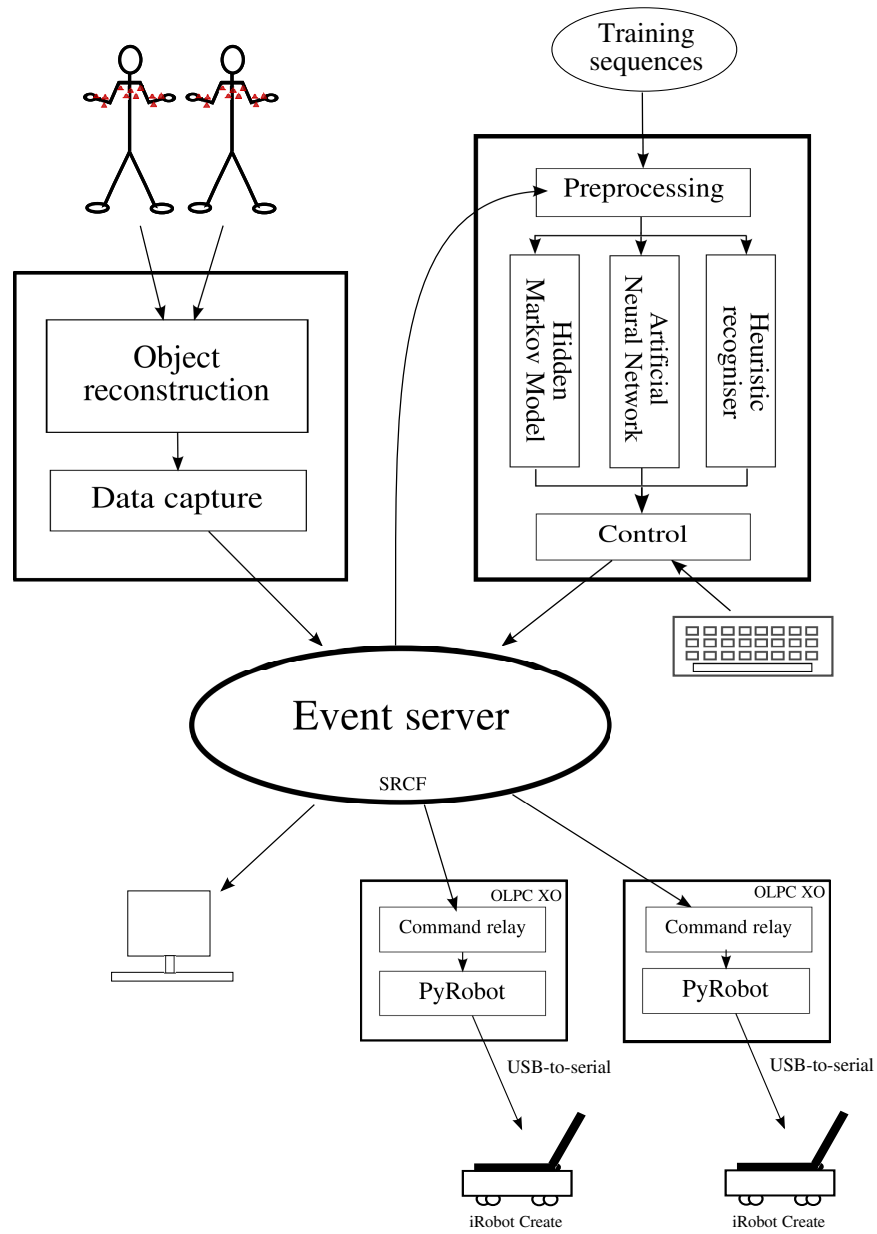 Training
sequences
Preprocessing
Hidden
Markov Model
Artificial
Neural Network
Heuristic
recogniser
Control
Object
reconstruction
Data capture
Event server
SRCF
OLPC XO
Command relay
PyRobot
USB-to-serial
iRobot Create
OLPC XO
Command relay
PyRobot
USB-to-serial
iRobot Create